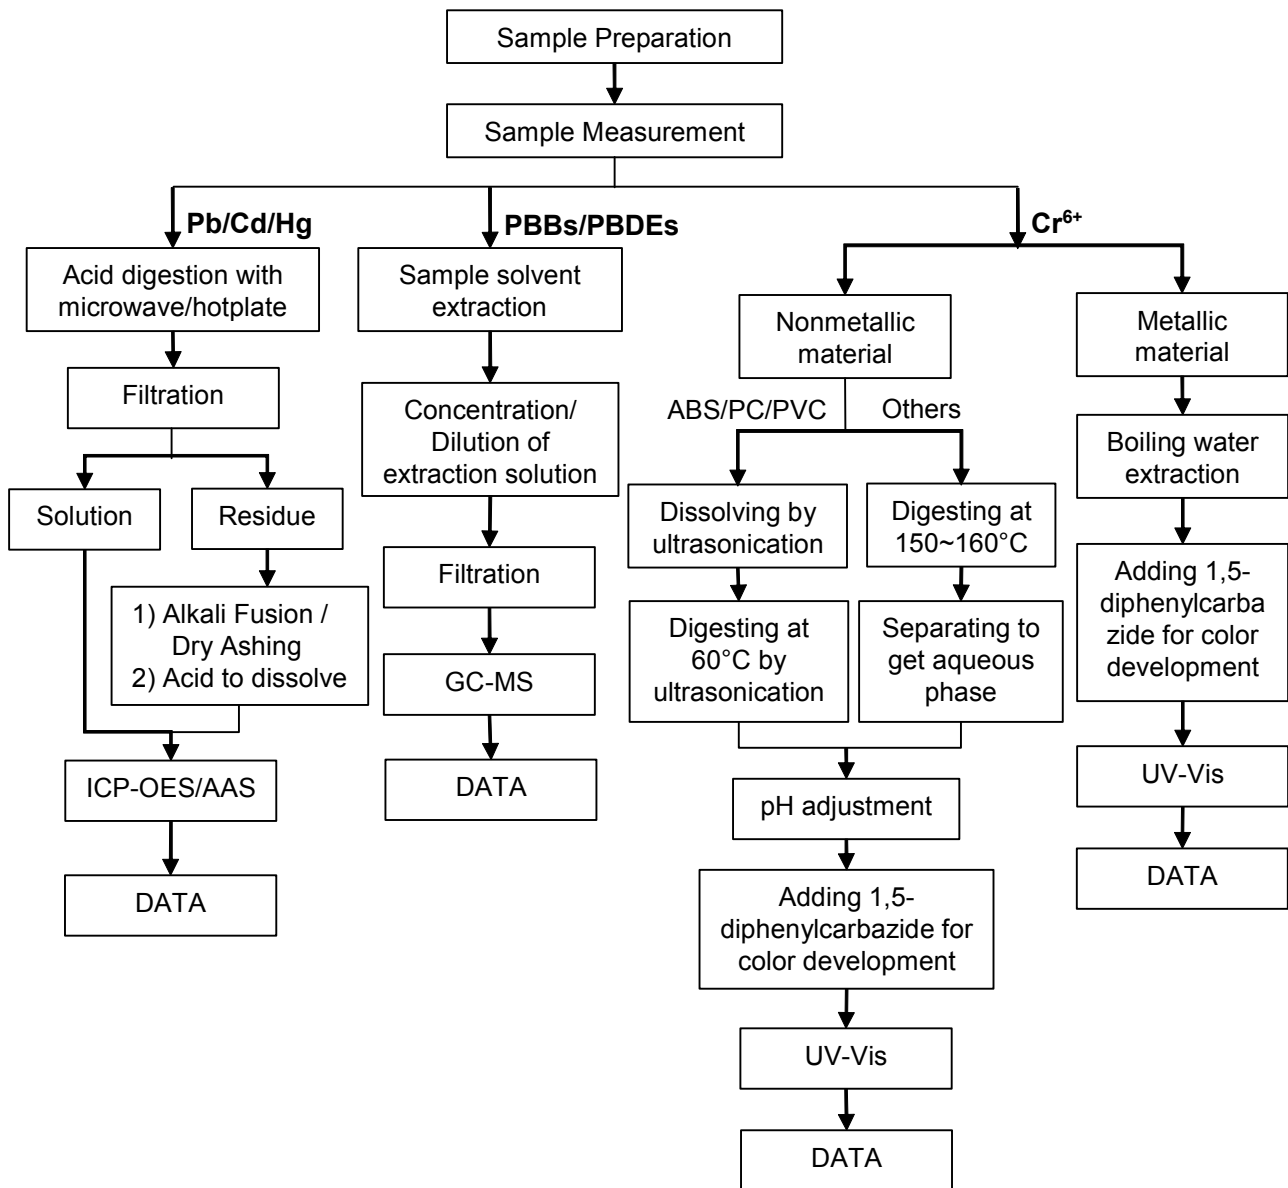 Sample Preparation
Sample Measurement
Pb/Cd/Hg
Acid digestion with
microwave/hotplate
Filtration
Solution
Residue
1) Alkali Fusion /
Dry Ashing
2) Acid to dissolve
ICP-OES/AAS
DATA
PBBs/PBDEs
Sample solvent
extraction
Concentration/
Dilution of
extraction solution
Filtration
GC-MS
DATA
Cr⁶⁺
Nonmetallic
material
ABS/PC/PVC
Others
Dissolving by
ultrasonication
Digesting at
60°C by
ultrasonication
Digesting at
150~160°C
Separating to
get aqueous
phase
pH adjustment
Adding 1,5-
diphenylcarbazide for
color development
UV-Vis
DATA
Metallic
material
Boiling water
extraction
Adding 1,5-
diphenylcarba
zide for color
development
UV-Vis
DATA